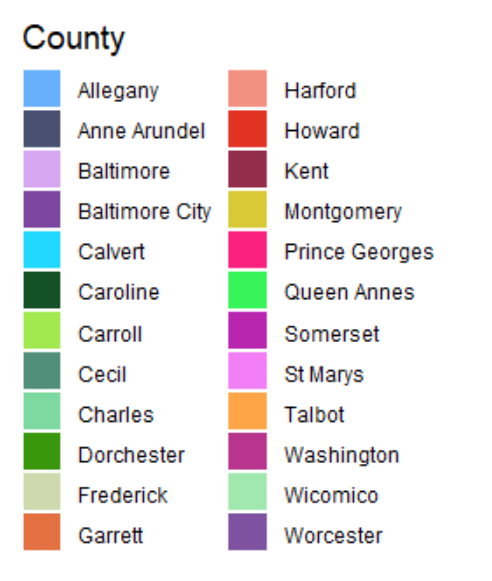 County
Allegany
Anne Arundel
Baltimore
Baltimore City
Calvert
Caroline
Carroll
Cecil
Charles
Dorchester
Frederick
Garrett
Harford
Howard
Kent
Montgomery
Prince Georges
Queen Annes
Somerset
St Marys
Talbot
Washington
Wicomico
Worcester